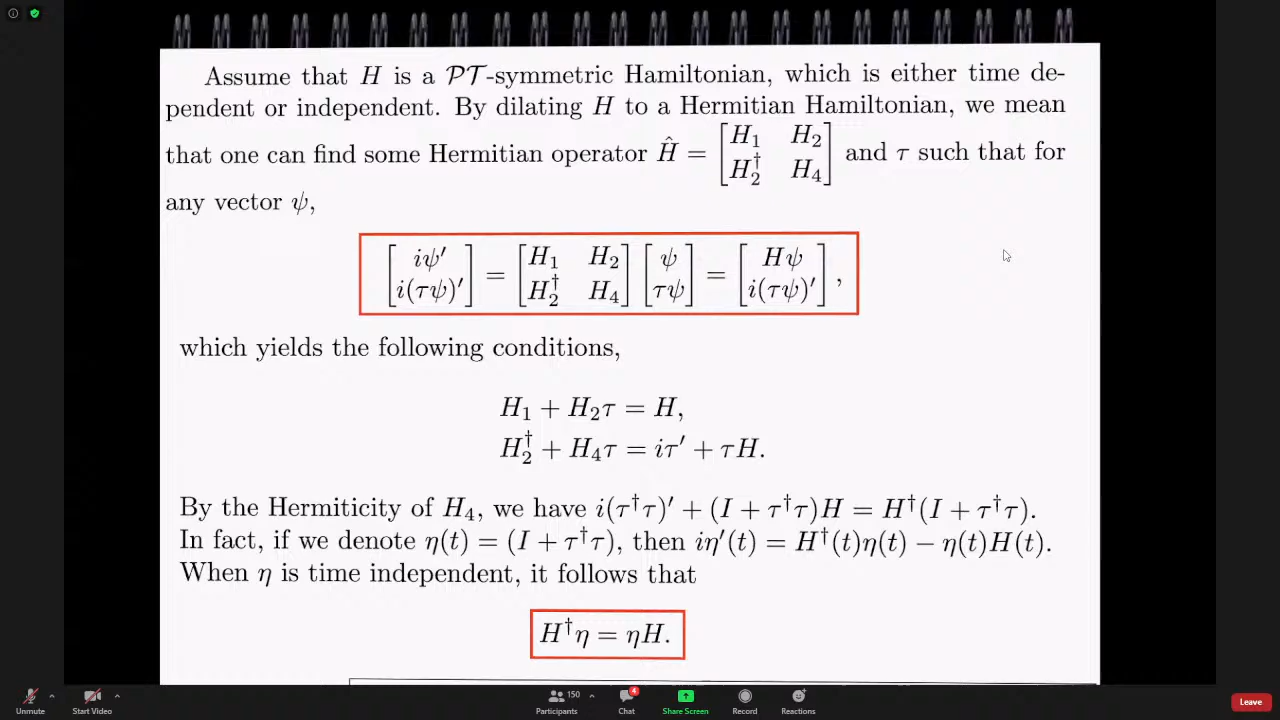 Assume that H is a 𝒫𝒯-symmetric Hamiltonian, which is either time de-
pendent or independent. By dilating H to a Hermitian Hamiltonian, we mean
that one can find some Hermitian operator Ĥ = [H₁ H₂; H₂† H₄] and τ such that for
any vector ψ,
[iψ′; i(τψ)′] = [H₁ H₂; H₂† H₄] [ψ; τψ] = [Hψ; i(τψ)′],
which yields the following conditions,
H₁ + H₂τ = H,
H₂† + H₄τ = iτ′ + τH.
By the Hermiticity of H₄, we have i(τ†τ)′ + (I + τ†τ)H = H†(I + τ†τ).
In fact, if we denote η(t) = (I + τ†τ), then iη′(t) = H†(t)η(t) − η(t)H(t).
When η is time independent, it follows that
H†η = ηH.
Unmute
Start Video
150
Participants
4
Chat
Share Screen
Record
Reactions
Leave